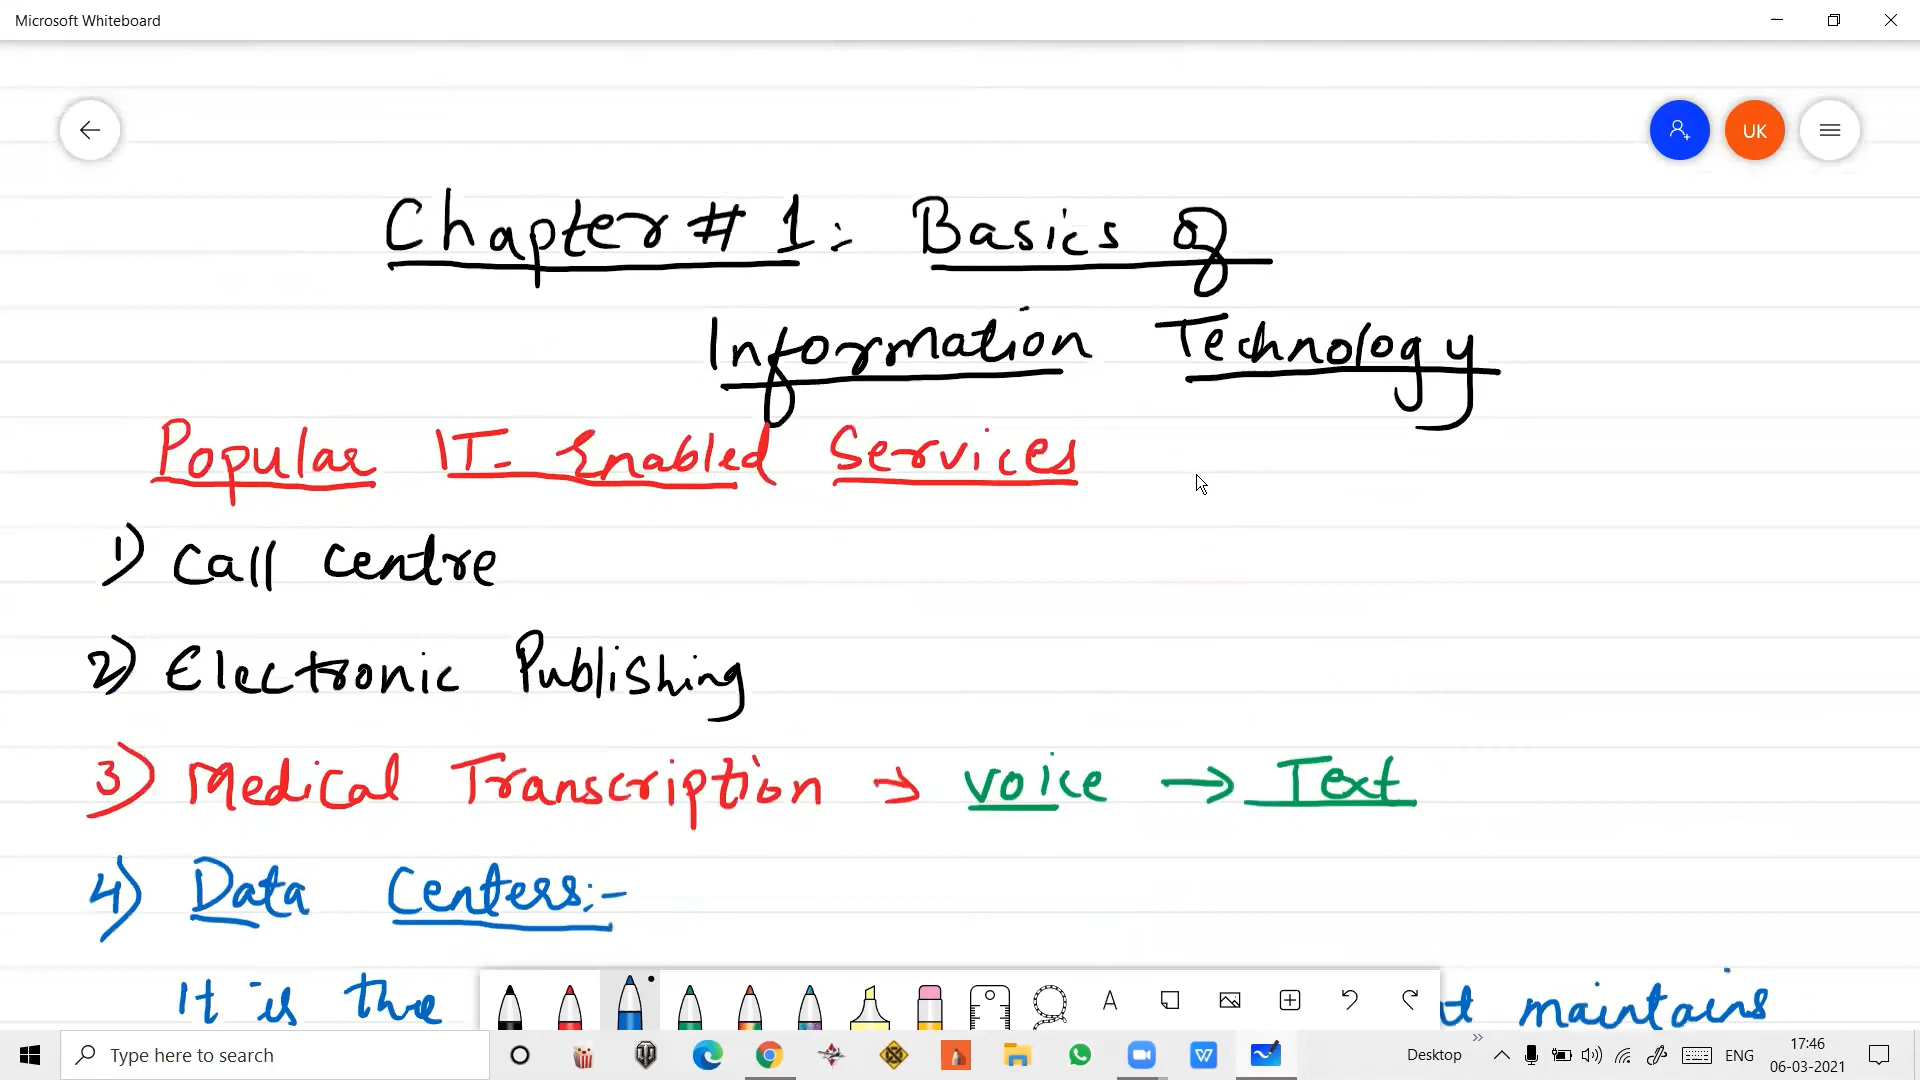 Microsoft Whiteboard
UK
Chapter # 1: Basics of
Information Technology
Popular IT- Enabled Services
1) Call Centre
2) Electronic Publishing
3) Medical Transcription → voice → Text
4) Data Centers:-
It is the maintains
Type here to search
Desktop
ENG
17:46
06-03-2021